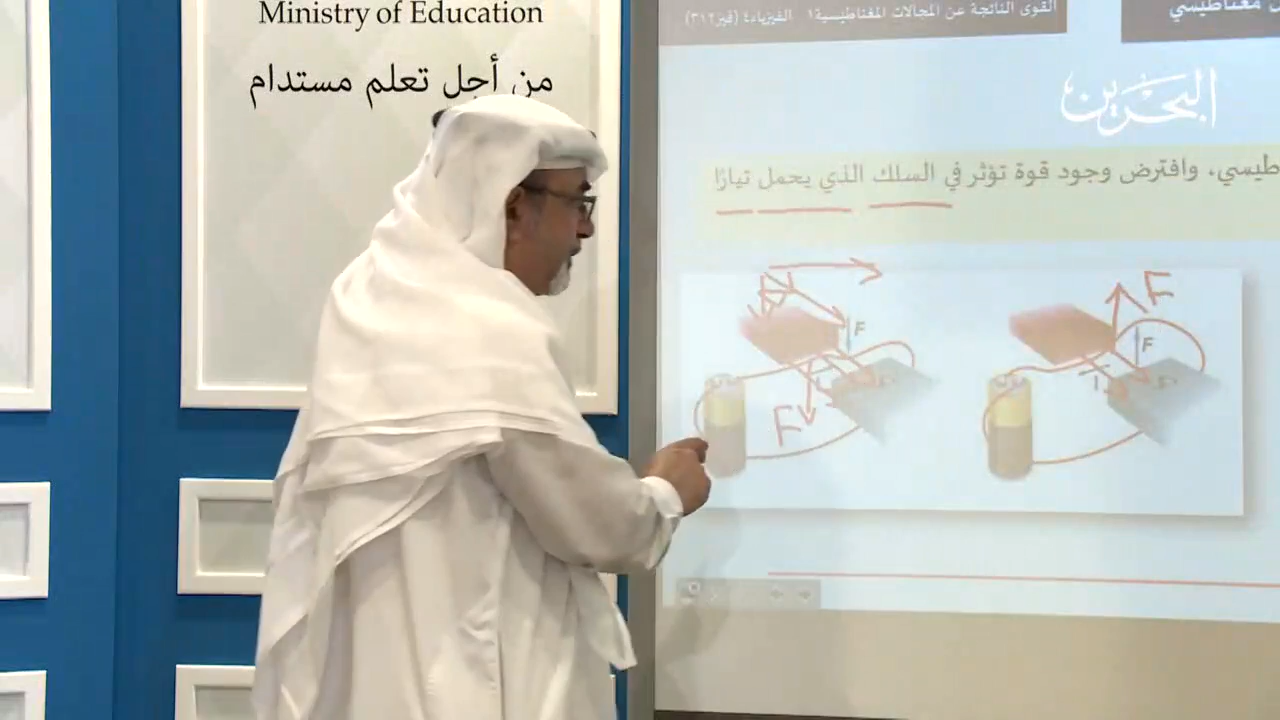 Ministry of Education
من أجل تعلم مستدام
القوى الناتجة عن المجالات المغناطيسية١ الفيزياء٤ (فيز٣١٢)
مغناطيسي
البحرين
طيسي، وافترض وجود قوة تؤثر في السلك الذي يحمل تيارًا
F
F
F
F
I